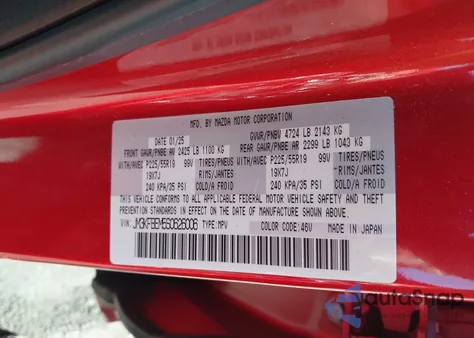 MFD. BY MAZDA MOTOR CORPORATION
DATE 01/25 GVWR/PNBV 4724 LB 2143 KG
FRONT GAWR/PNBE AV 2425 LB 1100 KG REAR GAWR/PNBE AR 2299 LB 1043 KG
WITH/AVEC P225/55R19 99V TIRES/PNEUS WITH/AVEC P225/55R19 99V TIRES/PNEUS
19X7J RIMS/JANTES 19X7J RIMS/JANTES
240 KPA/35 PSI COLD/A FROID 240 KPA/35 PSI COLD/A FROID
THIS VEHICLE CONFORMS TO ALL APPLICABLE FEDERAL MOTOR VEHICLE SAFETY, BUMPER, AND THEFT
PREVENTION STANDARDS IN EFFECT ON THE DATE OF MANUFACTURE SHOWN ABOVE.
VIN: TYPE:MPV COLOR CODE:46V MADE IN JAPAN
autoSnap